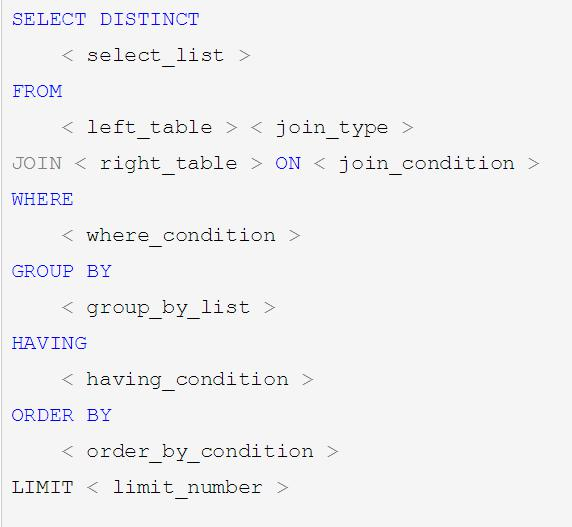 SELECT DISTINCT
< select_list >
FROM
< left_table > < join_type >
JOIN < right_table > ON < join_condition >
WHERE
< where_condition >
GROUP BY
< group_by_list >
HAVING
< having_condition >
ORDER BY
< order_by_condition >
LIMIT < limit_number >